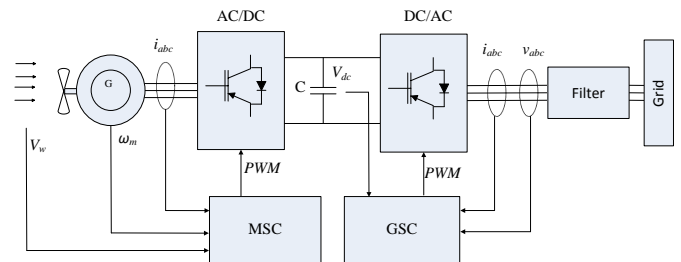 AC/DC
DC/AC
i_abc
i_abc
v_abc
G
C
V_dc
Filter
Grid
V_w
ω_m
PWM
PWM
MSC
GSC